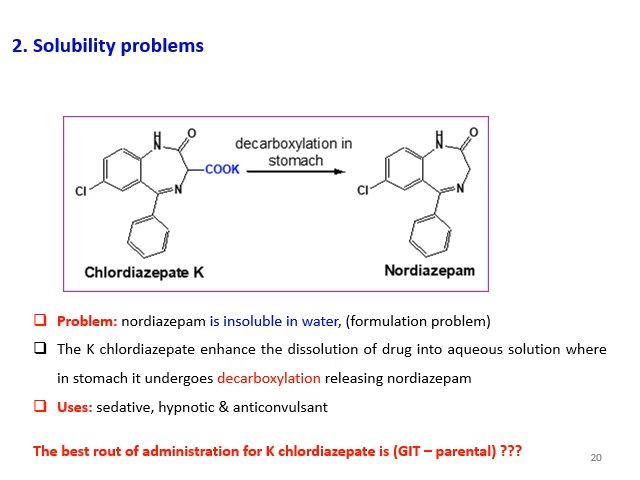 2. Solubility problems
H
N
O
COOK
N
Cl
Chlordiazepate K
decarboxylation in
stomach
H
N
O
N
Cl
Nordiazepam
❑ Problem: nordiazepam is insoluble in water, (formulation problem)
❑ The K chlordiazepate enhance the dissolution of drug into aqueous solution where
in stomach it undergoes decarboxylation releasing nordiazepam
❑ Uses: sedative, hypnotic & anticonvulsant
The best rout of administration for K chlordiazepate is (GIT – parental) ???
20